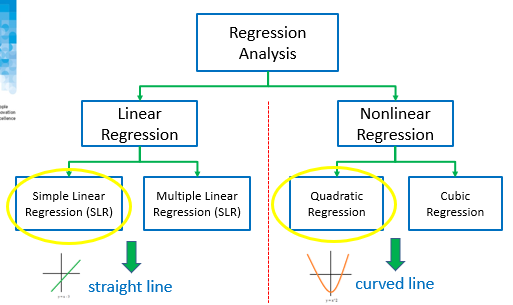 Regression
Analysis
Linear
Regression
Nonlinear
Regression
Simple Linear
Regression (SLR)
Multiple Linear
Regression (SLR)
Quadratic
Regression
Cubic
Regression
straight line
curved line